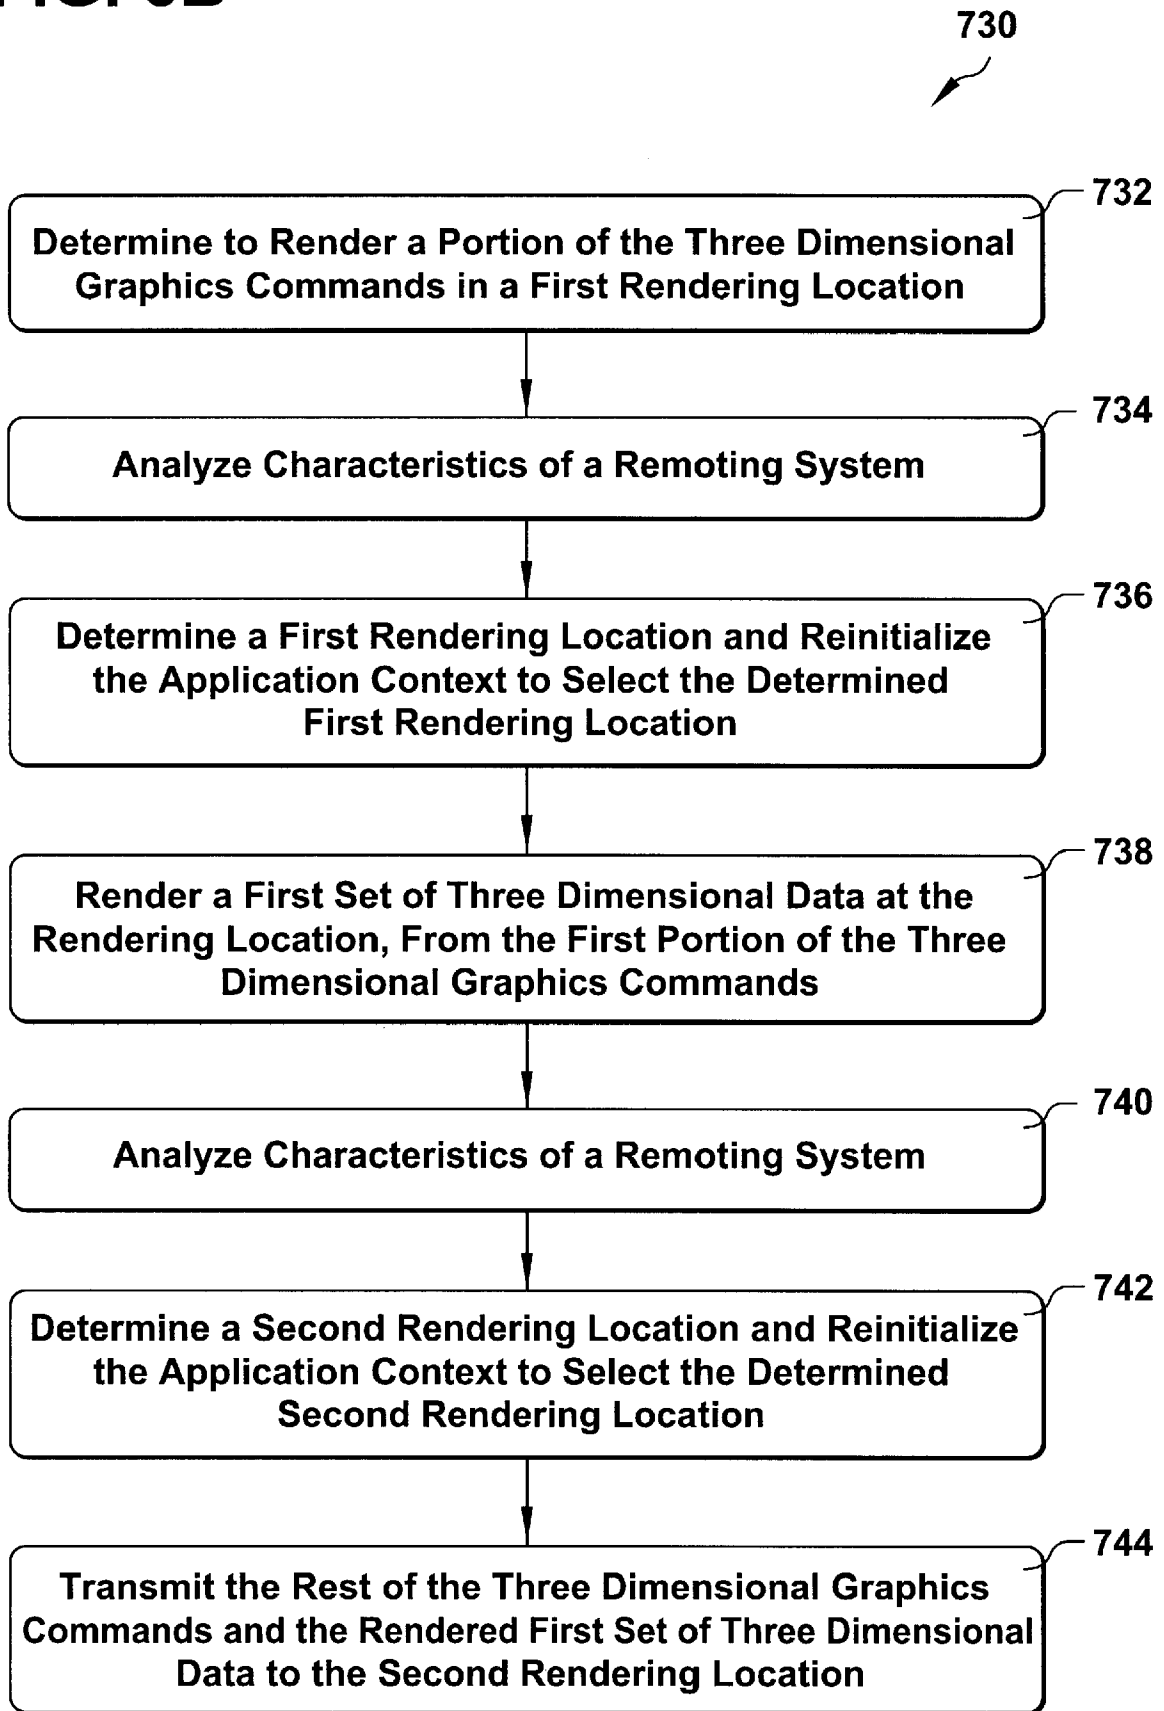 730
732
Determine to Render a Portion of the Three Dimensional
Graphics Commands in a First Rendering Location
734
Analyze Characteristics of a Remoting System
736
Determine a First Rendering Location and Reinitialize
the Application Context to Select the Determined
First Rendering Location
738
Render a First Set of Three Dimensional Data at the
Rendering Location, From the First Portion of the Three
Dimensional Graphics Commands
740
Analyze Characteristics of a Remoting System
742
Determine a Second Rendering Location and Reinitialize
the Application Context to Select the Determined
Second Rendering Location
744
Transmit the Rest of the Three Dimensional Graphics
Commands and the Rendered First Set of Three Dimensional
Data to the Second Rendering Location